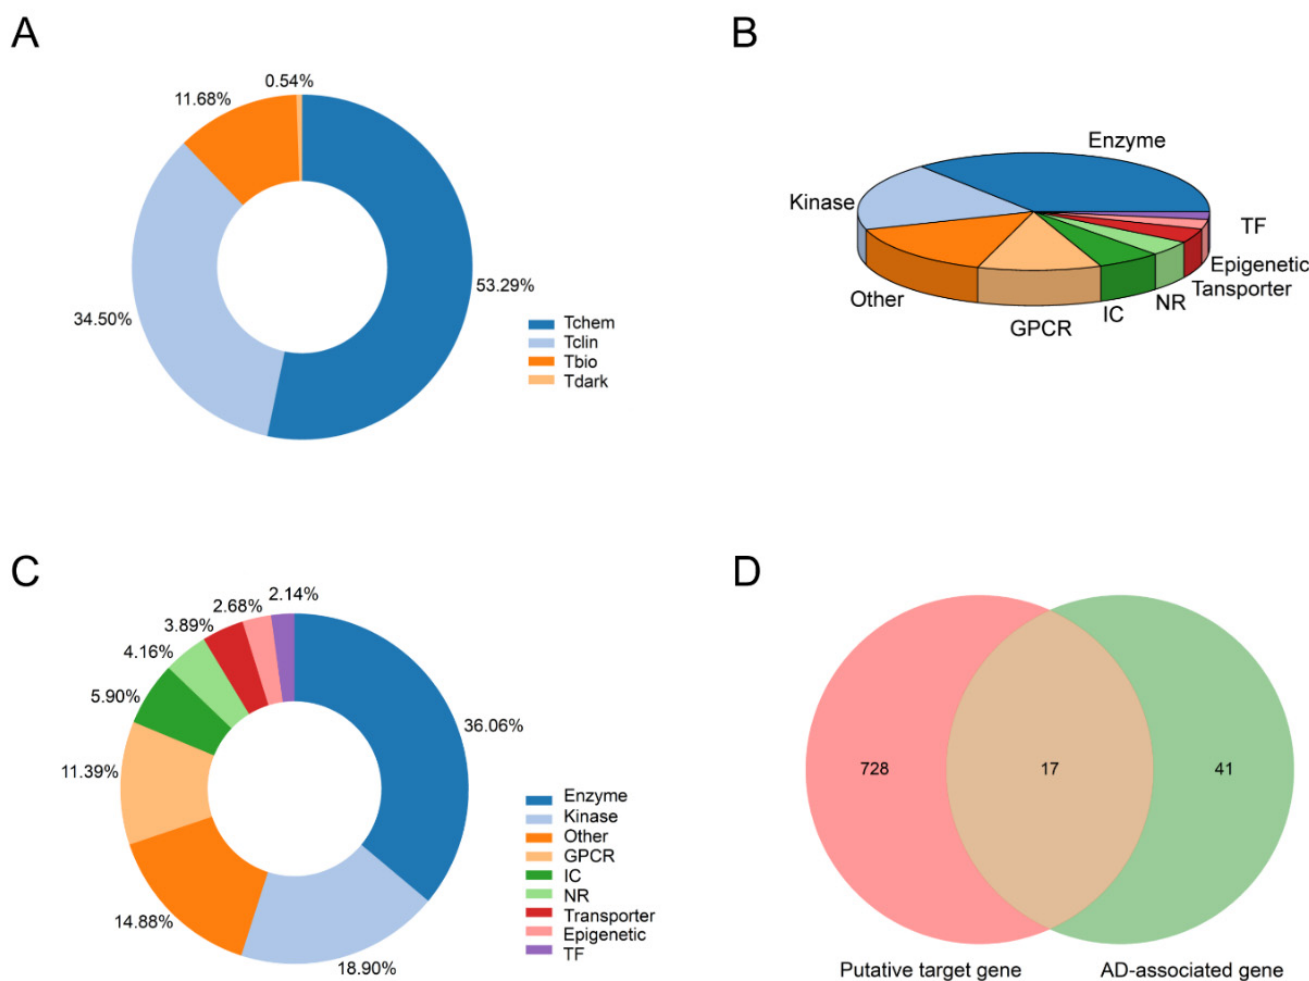 A
0.54%
11.68%
34.50%
53.29%
Tchem
Tclin
Tbio
Tdark
B
Enzyme
Kinase
TF
Epigenetic
Tansporter
Other
NR
IC
GPCR
C
2.14%
2.68%
3.89%
4.16%
5.90%
11.39%
14.88%
18.90%
36.06%
Enzyme
Kinase
Other
GPCR
IC
NR
Transporter
Epigenetic
TF
D
728
17
41
Putative target gene
AD-associated gene